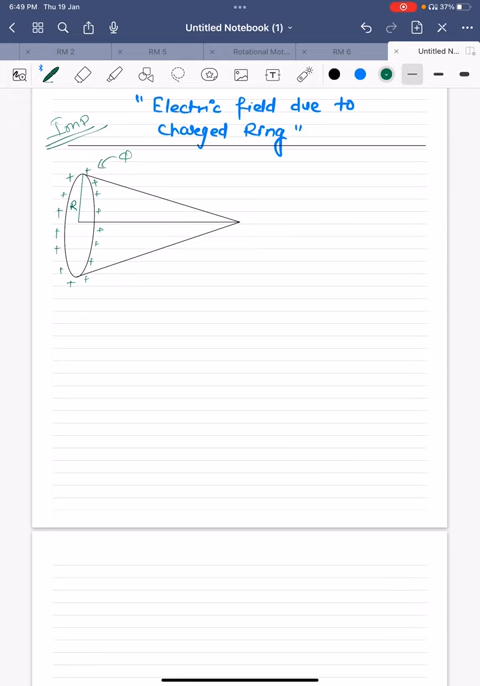 6:49 PM Thu 19 Jan
37%
Untitled Notebook (1)
RM 2
RM 5
Rotational Mot...
RM 6
Untitled N...
" Electric field due to
Imp
Charged Ring "
R